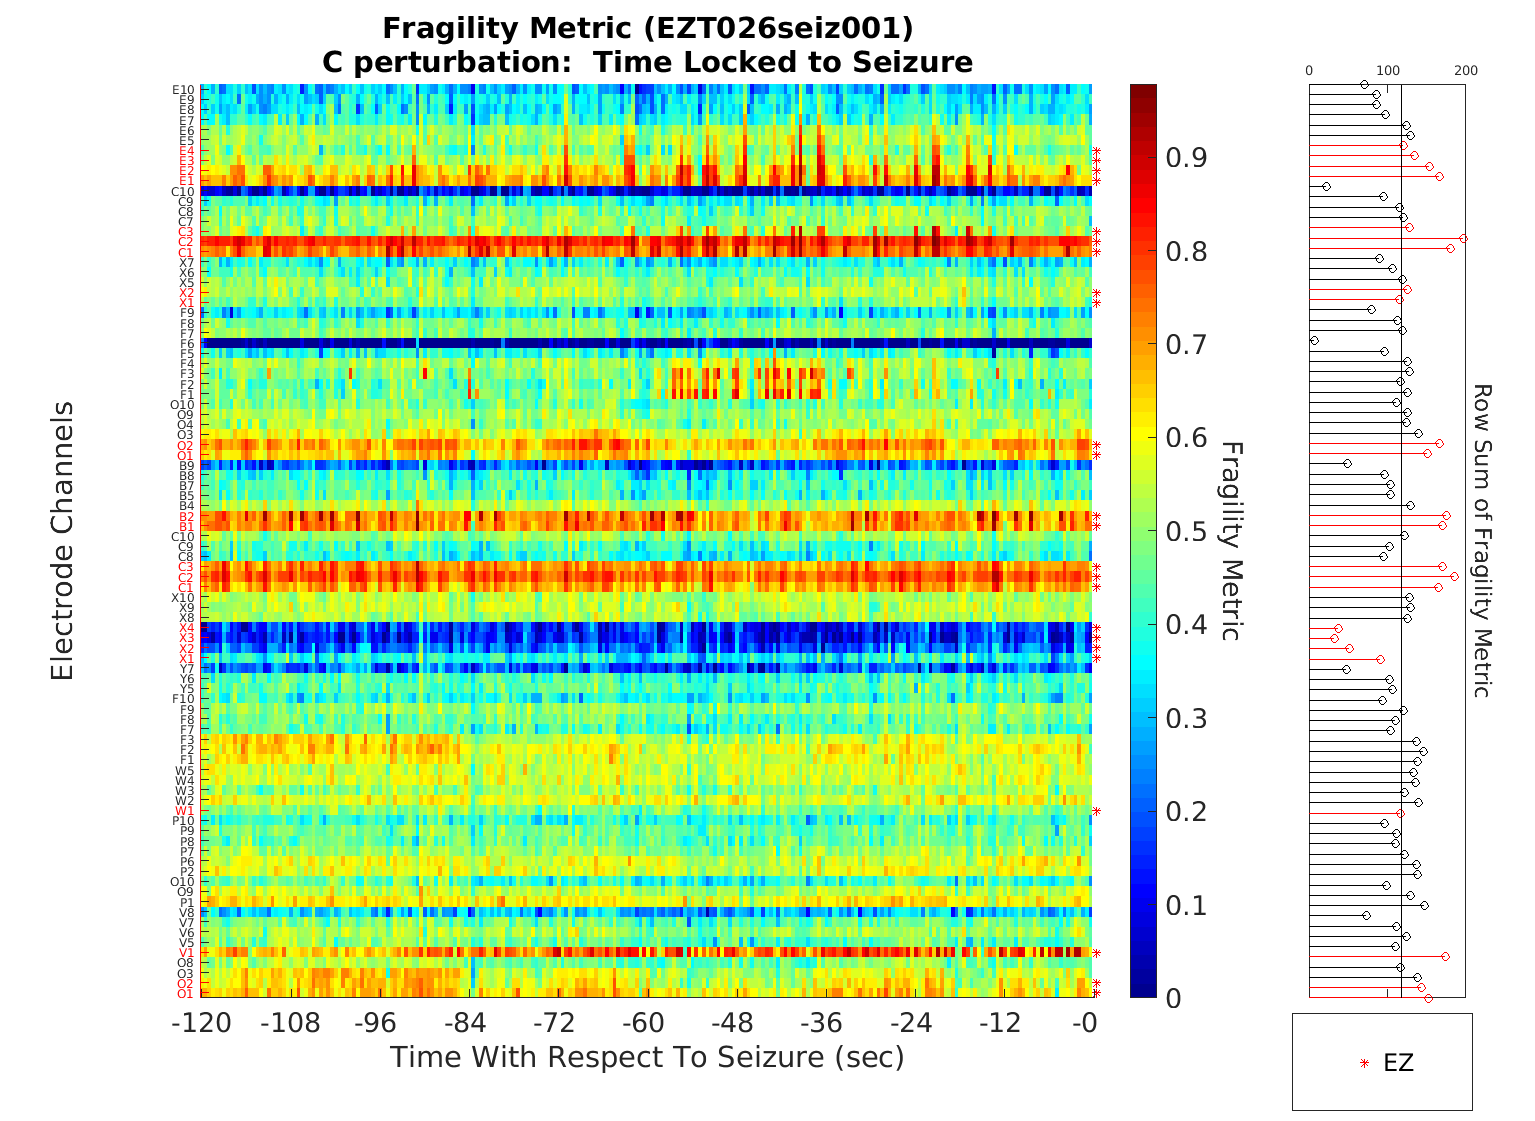 Fragility Metric (EZT026seiz001)
C perturbation:  Time Locked to Seizure
Electrode Channels
E10
E9
E8
E7
E6
E5
E4
E3
E2
E1
C10
C9
C8
C7
C3
C2
C1
X7
X6
X5
X2
X1
F9
F8
F7
F6
F5
F4
F3
F2
F1
O10
O9
O4
O3
O2
O1
B9
B8
B7
B5
B4
B2
B1
C10
C9
C8
C3
C2
C1
X10
X9
X8
X4
X3
X2
X1
Y7
Y6
Y5
F10
F9
F8
F7
F3
F2
F1
W5
W4
W3
W2
W1
P10
P9
P8
P7
P6
P2
O10
O9
P1
V8
V7
V6
V5
V1
O8
O3
O2
O1
-120 -108 -96 -84 -72 -60 -48 -36 -24 -12 -0
Time With Respect To Seizure (sec)
0.9
0.8
0.7
0.6
0.5
0.4
0.3
0.2
0.1
0
Fragility Metric
0 100 200
Row Sum of Fragility Metric
EZ